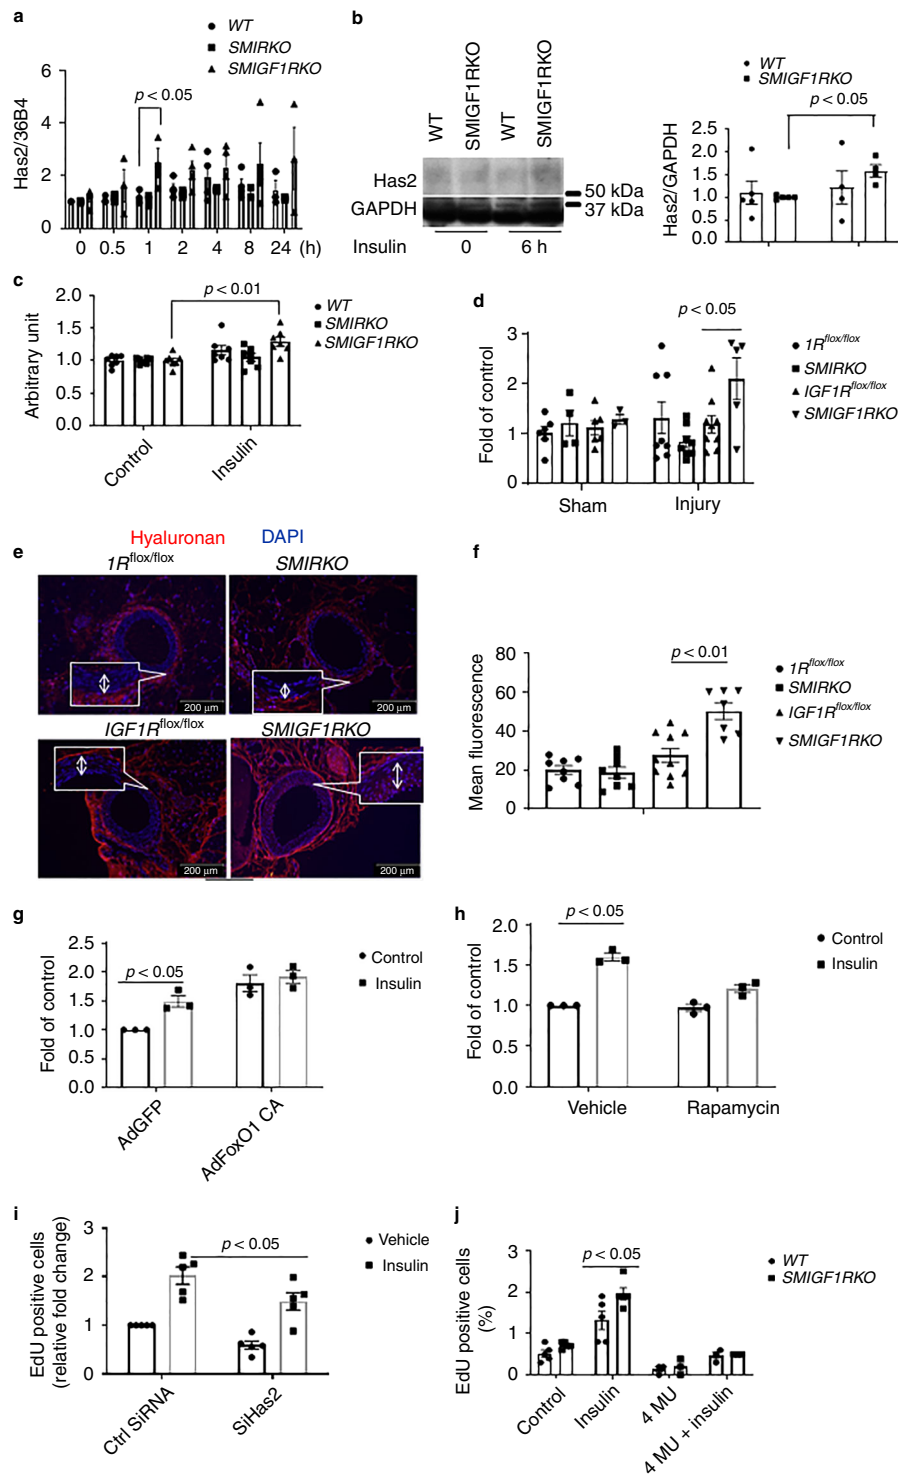 a
WT
SMIRKO
SMIGF1RKO
p < 0.05
Has2/36B4
6
4
2
0
0 0.5 1 2 4 8 24 (h)
b
WT
SMIGF1RKO
WT
SMIGF1RKO
Has2
GAPDH
50 kDa
37 kDa
Insulin 0 6 h
WT
SMIGF1RKO
p < 0.05
Has2/GAPDH
2.5
2.0
1.5
1.0
0.5
0.0
c
p < 0.01
WT
SMIRKO
SMIGF1RKO
Arbitrary unit
2.0
1.5
1.0
0.5
0.0
Control
Insulin
d
p < 0.05
1R^flox/flox
SMIRKO
IGF1R^flox/flox
SMIGF1RKO
Fold of control
3
2
1
0
Sham
Injury
e
Hyaluronan DAPI
1R^flox/flox
SMIRKO
200 μm
200 μm
IGF1R^flox/flox
SMIGF1RKO
200 μm
200 μm
f
p < 0.01
1R^flox/flox
SMIRKO
IGF1R^flox/flox
SMIGF1RKO
Mean fluorescence
80
60
40
20
0
g
p < 0.05
Control
Insulin
Fold of control
2.5
2.0
1.5
1.0
0.5
0.0
AdGFP
AdFoxO1 CA
h
p < 0.05
Control
Insulin
Fold of control
2.0
1.5
1.0
0.5
0.0
Vehicle
Rapamycin
i
p < 0.05
Vehicle
Insulin
EdU positive cells
(relative fold change)
3
2
1
0
Ctrl SiRNA
SiHas2
j
p < 0.05
WT
SMIGF1RKO
EdU positive cells
(%)
3
2
1
0
Control
Insulin
4 MU
4 MU + insulin